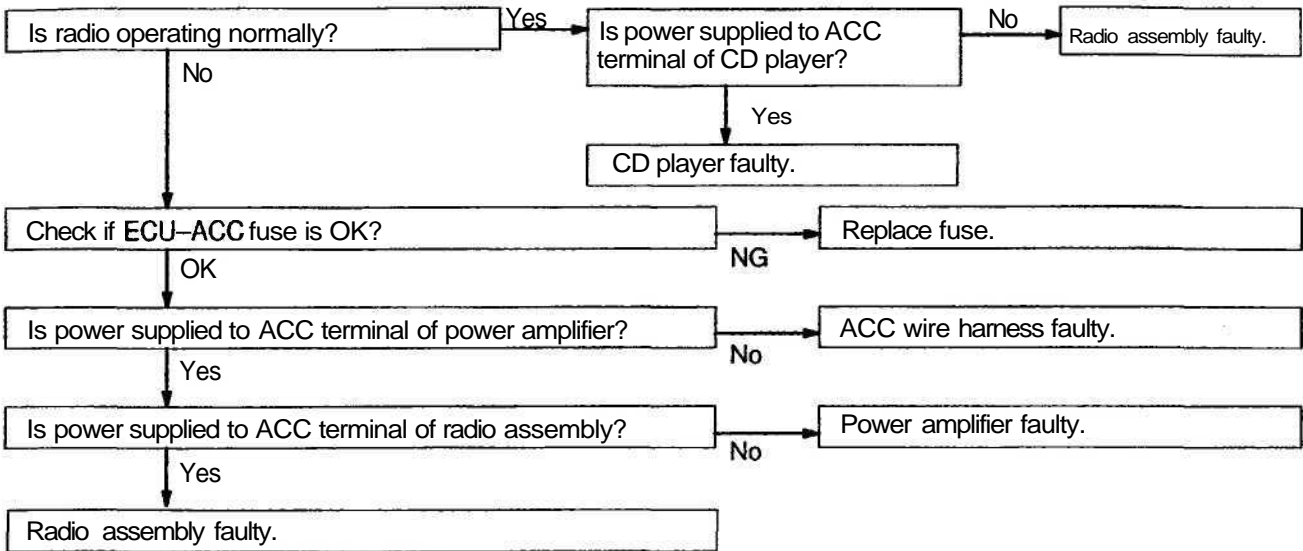 Is radio operating normally?
Yes
Is power supplied to ACC
terminal of CD player?
No
Radio assembly faulty.
No
Yes
CD player faulty.
Check if ECU–ACC fuse is OK?
NG
Replace fuse.
OK
Is power supplied to ACC terminal of power amplifier?
No
ACC wire harness faulty.
Yes
Is power supplied to ACC terminal of radio assembly?
No
Power amplifier faulty.
Yes
Radio assembly faulty.